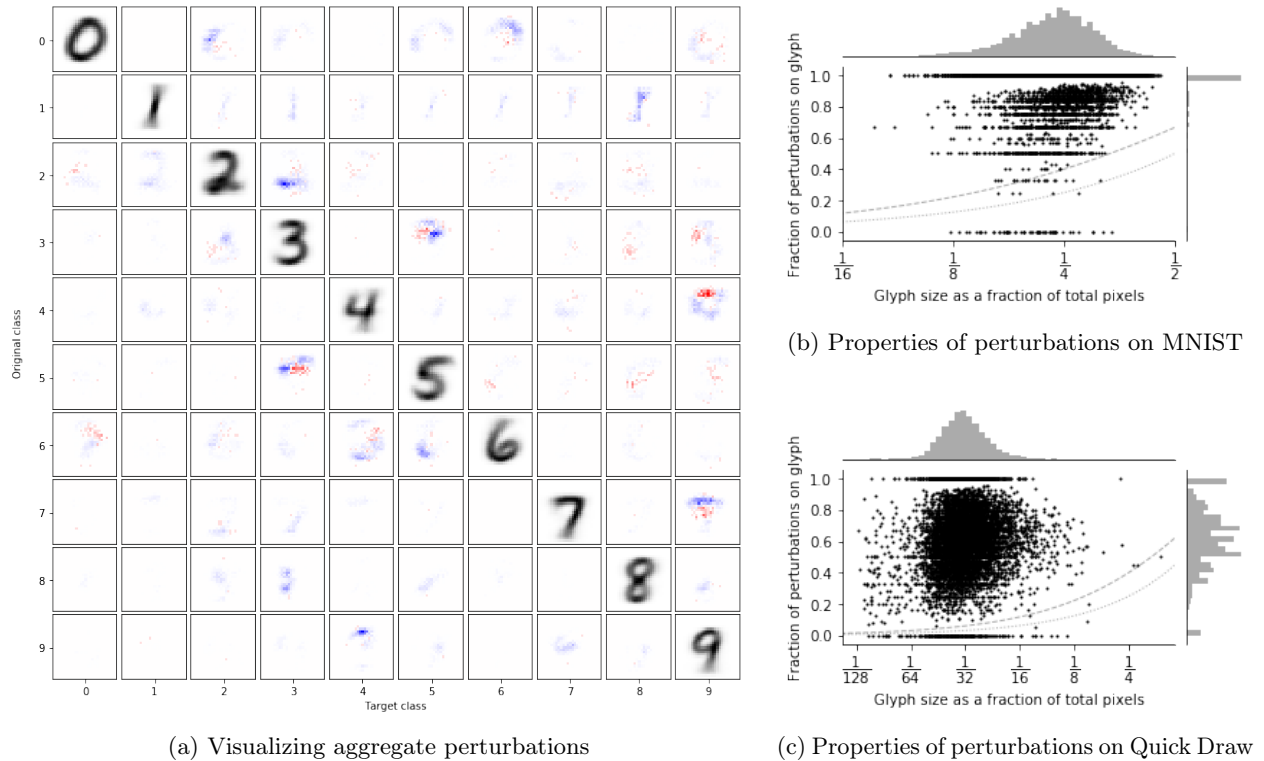 Original class
0
1
2
3
4
5
6
7
8
9
0 1 2 3 4 5 6 7 8 9
Target class
(a) Visualizing aggregate perturbations
Fraction of perturbations on glyph
1.0
0.8
0.6
0.4
0.2
0.0
1/16 1/8 1/4 1/2
Glyph size as a fraction of total pixels
(b) Properties of perturbations on MNIST
Fraction of perturbations on glyph
1.0
0.8
0.6
0.4
0.2
0.0
1/128 1/64 1/32 1/16 1/8 1/4
Glyph size as a fraction of total pixels
(c) Properties of perturbations on Quick Draw